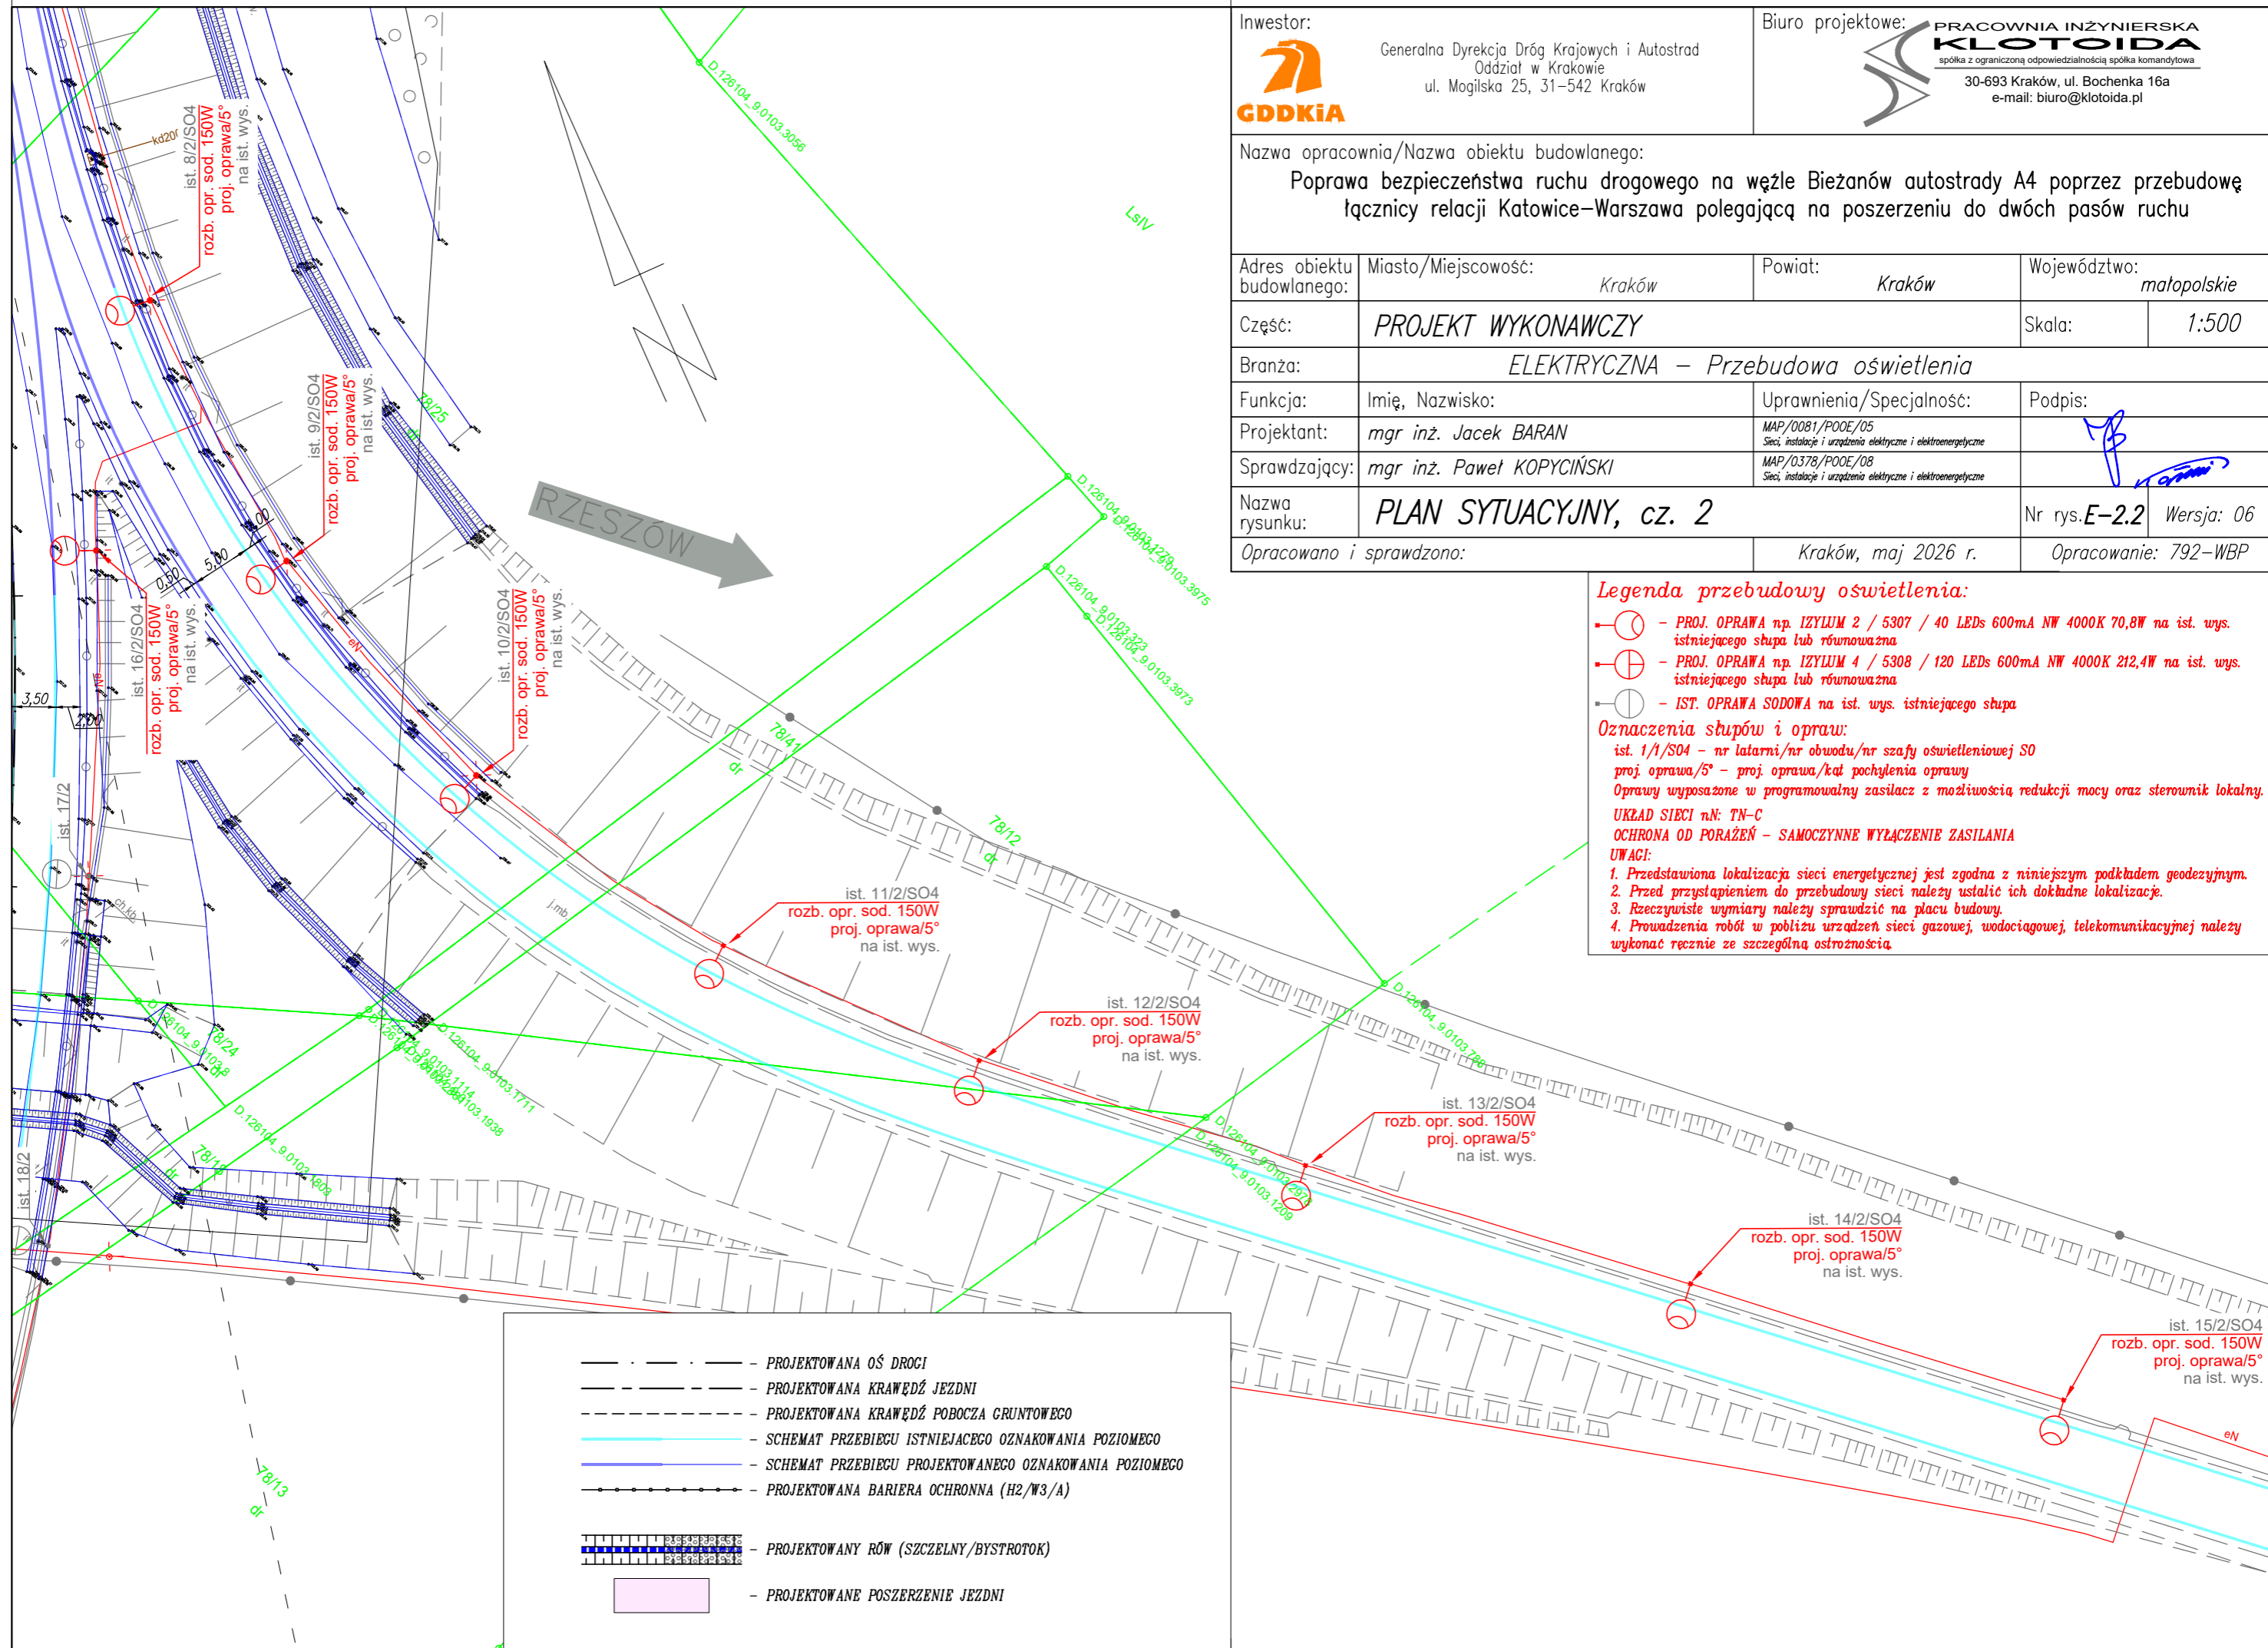 Inwestor:
GDDKiA
Generalna Dyrekcja Dróg Krajowych i Autostrad
Oddział w Krakowie
ul. Mogilska 25, 31-542 Kraków
Biuro projektowe:
PRACOWNIA INŻYNIERSKA
KLOTOIDA
spółka z ograniczoną odpowiedzialnością spółka komandytowa
30-693 Kraków, ul. Bochenka 16a
e-mail: biuro@klotoida.pl
Nazwa opracownia/Nazwa obiektu budowlanego:
Poprawa bezpieczeństwa ruchu drogowego na węźle Bieżanów autostrady A4 poprzez przebudowę
łącznicy relacji Katowice-Warszawa polegającą na poszerzeniu do dwóch pasów ruchu
Adres obiektu budowlanego:
Miasto/Miejscowość: Kraków
Powiat: Kraków
Województwo: małopolskie
Część: PROJEKT WYKONAWCZY
Skala: 1:500
Branża: ELEKTRYCZNA - Przebudowa oświetlenia
Funkcja: Imię, Nazwisko: Uprawnienia/Specjalność: Podpis:
Projektant: mgr inż. Jacek BARAN
MAP/0081/POOE/05
Sieci, instalacje i urządzenia elektryczne i elektroenergetyczne
Sprawdzający: mgr inż. Paweł KOPYCIŃSKI
MAP/0378/POOE/08
Sieci, instalacje i urządzenia elektryczne i elektroenergetyczne
Nazwa rysunku: PLAN SYTUACYJNY, cz. 2
Nr rys. E-2.2 Wersja: 06
Opracowano i sprawdzono: Kraków, maj 2026 r. Opracowanie: 792-WBP
Legenda przebudowy oświetlenia:
- PROJ. OPRAWA np. IZYLUM 2 / 5307 / 40 LEDs 600mA NW 4000K 70,8W na ist. wys.
istniejącego słupa lub równoważna
- PROJ. OPRAWA np. IZYLUM 4 / 5308 / 120 LEDs 600mA NW 4000K 212,4W na ist. wys.
istniejącego słupa lub równoważna
- IST. OPRAWA SODOWA na ist. wys. istniejącego słupa
Oznaczenia słupów i opraw:
ist. 1/1/SO4 - nr latarni/nr obwodu/nr szafy oświetleniowej SO
proj. oprawa/5° - proj. oprawa/kąt pochylenia oprawy
Oprawy wyposażone w programowalny zasilacz z możliwością redukcji mocy oraz sterownik lokalny.
UKŁAD SIECI nN: TN-C
OCHRONA OD PORAŻEŃ - SAMOCZYNNE WYŁĄCZENIE ZASILANIA
UWAGI:
1. Przedstawiona lokalizacja sieci energetycznej jest zgodna z niniejszym podkładem geodezyjnym.
2. Przed przystąpieniem do przebudowy sieci należy ustalić ich dokładne lokalizacje.
3. Rzeczywiste wymiary należy sprawdzić na placu budowy.
4. Prowadzenia robót w pobliżu urządzeń sieci gazowej, wodociągowej, telekomunikacyjnej należy
wykonać ręcznie ze szczególną ostrożnością
ist. 8/2/SO4
rozb. opr. sod. 150W
proj. oprawa/5°
na ist. wys.
ist. 9/2/SO4
rozb. opr. sod. 150W
proj. oprawa/5°
na ist. wys.
ist. 16/2/SO4
rozb. opr. sod. 150W
proj. oprawa/5°
na ist. wys.
ist. 10/2/SO4
rozb. opr. sod. 150W
proj. oprawa/5°
na ist. wys.
ist. 11/2/SO4
rozb. opr. sod. 150W
proj. oprawa/5°
na ist. wys.
ist. 12/2/SO4
rozb. opr. sod. 150W
proj. oprawa/5°
na ist. wys.
ist. 13/2/SO4
rozb. opr. sod. 150W
proj. oprawa/5°
na ist. wys.
ist. 14/2/SO4
rozb. opr. sod. 150W
proj. oprawa/5°
na ist. wys.
ist. 15/2/SO4
rozb. opr. sod. 150W
proj. oprawa/5°
na ist. wys.
ist. 17/2
ist. 18/2
RZESZÓW
N
LsIV
D.126104_9.0103.3056
D.126104_9.0103.3975
D.126104_9.0103.3973
D.126104_9.0103.1711
D.126104_9.0103.1803
D.126104_9.0103.1209
78/25
dr
78/41
dr
78/12
dr
78/24
dr
78/13
dr
0,50
5,00
3,50
2,00
j.mb.
ch.kb.
eN
eN
eN
- PROJEKTOWANA OŚ DROGI
- PROJEKTOWANA KRAWĘDŹ JEZDNI
- PROJEKTOWANA KRAWĘDŹ POBOCZA GRUNTOWEGO
- SCHEMAT PRZEBIEGU ISTNIEJACEGO OZNAKOWANIA POZIOMEGO
- SCHEMAT PRZEBIEGU PROJEKTOWANEGO OZNAKOWANIA POZIOMEGO
- PROJEKTOWANA BARIERA OCHRONNA (H2/W3/A)
- PROJEKTOWANY RÓW (SZCZELNY/BYSTROTOK)
- PROJEKTOWANE POSZERZENIE JEZDNI